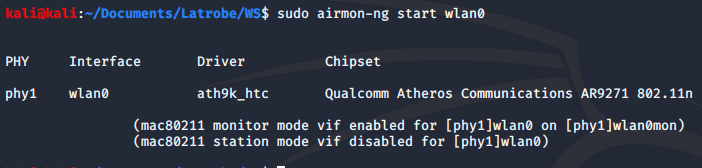 kali@kali:~/Documents/Latrobe/WS$ sudo airmon-ng start wlan0
PHY Interface Driver Chipset
phy1 wlan0 ath9k_htc Qualcomm Atheros Communications AR9271 802.11n
(mac80211 monitor mode vif enabled for [phy1]wlan0 on [phy1]wlan0mon)
(mac80211 station mode vif disabled for [phy1]wlan0)